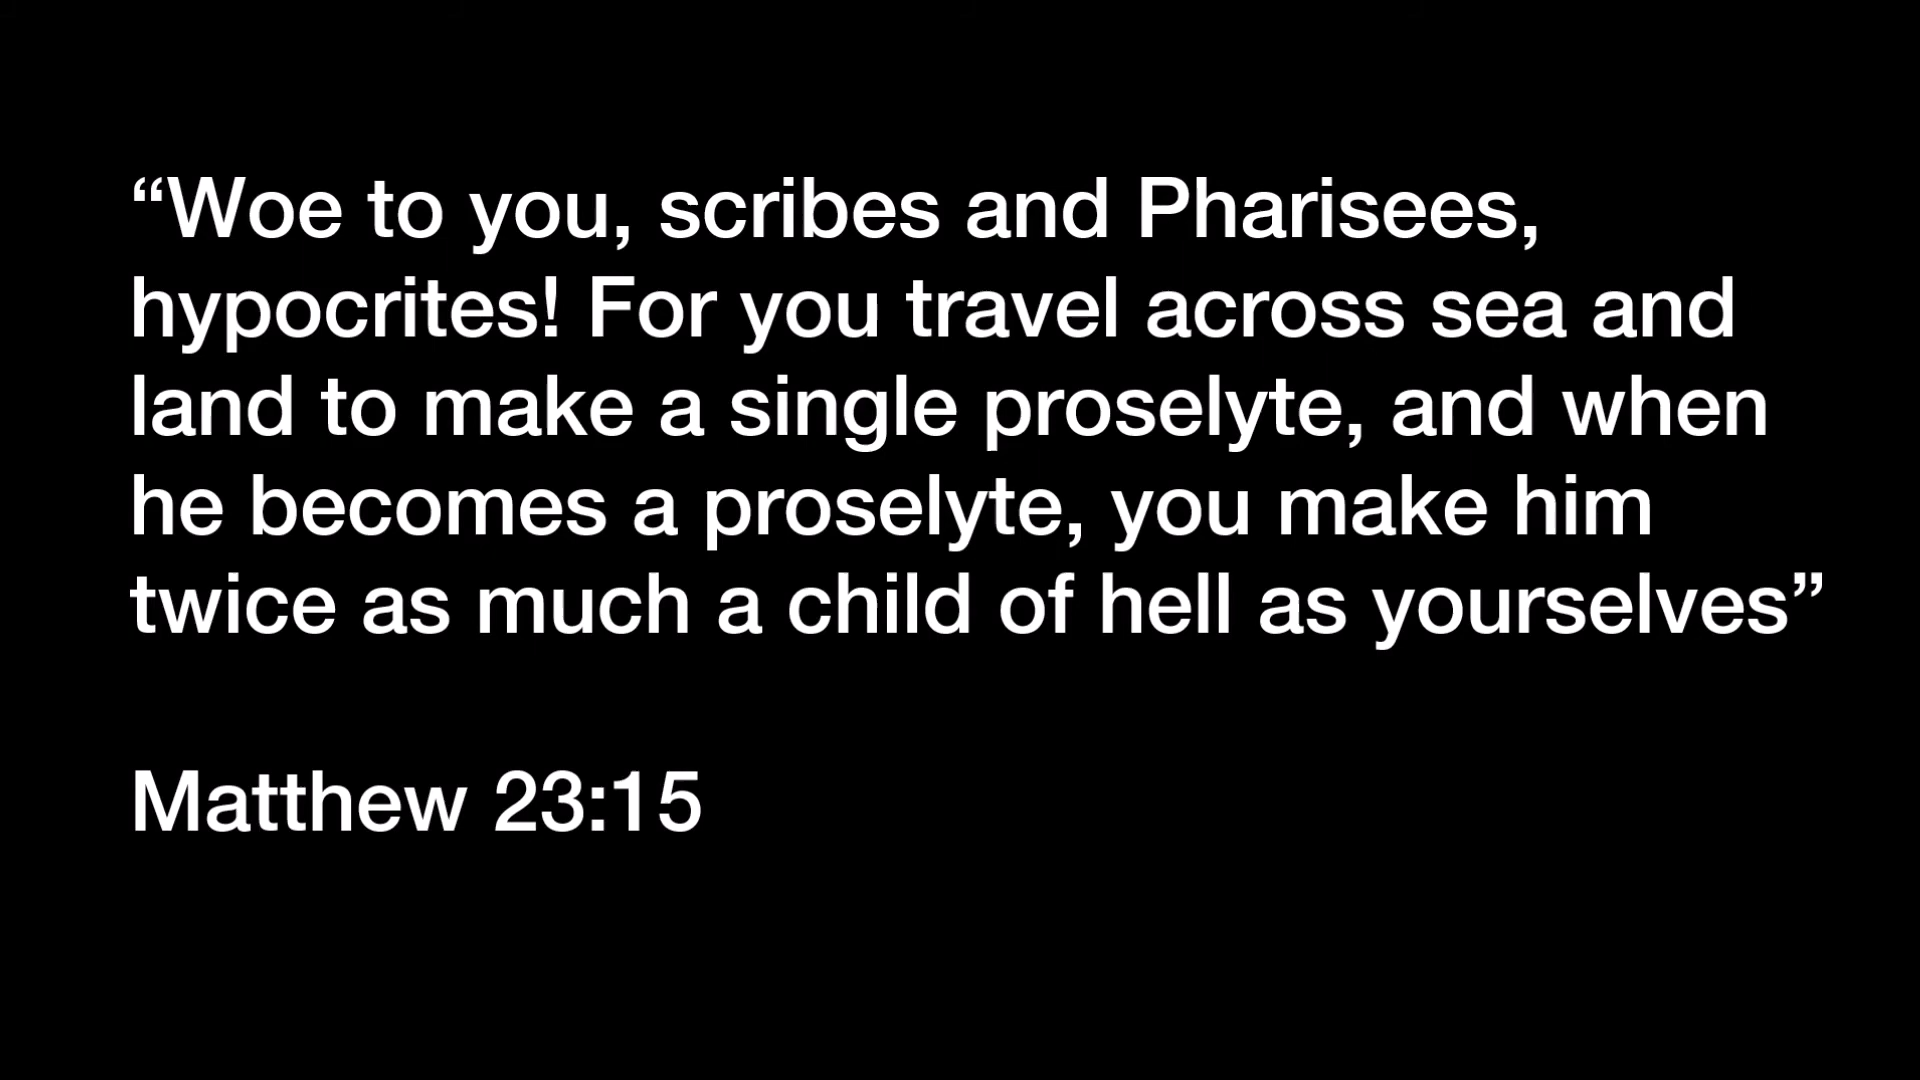 “Woe to you, scribes and Pharisees,
hypocrites! For you travel across sea and
land to make a single proselyte, and when
he becomes a proselyte, you make him
twice as much a child of hell as yourselves”
Matthew 23:15